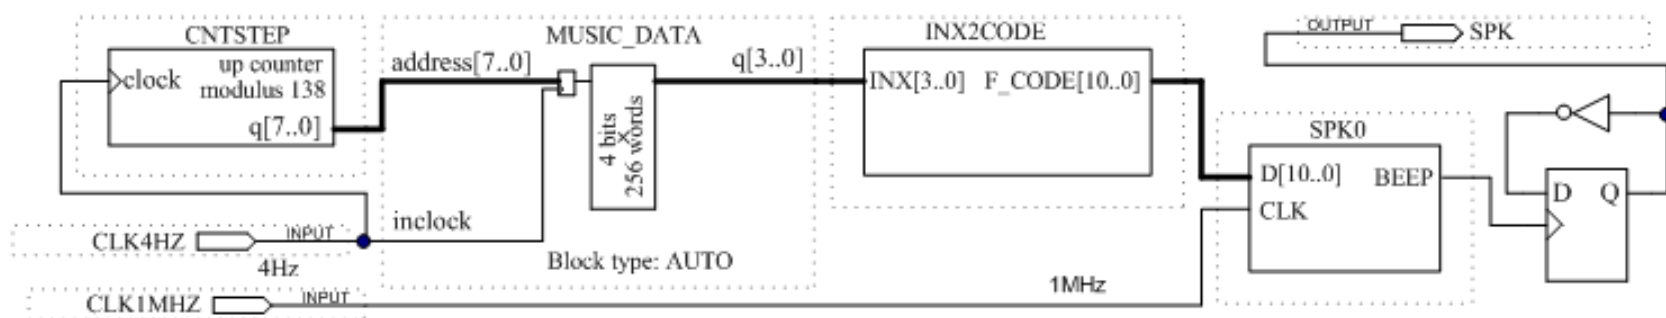 CNTSTEP
clock
up counter
modulus 138
q[7..0]
CLK4HZ
INPUT
4Hz
CLK1MHZ
INPUT
MUSIC_DATA
address[7..0]
q[3..0]
4 bits
×
256 words
inclock
Block type: AUTO
INX2CODE
INX[3..0] F_CODE[10..0]
1MHz
SPK0
D[10..0] BEEP
CLK
OUTPUT
SPK
D Q